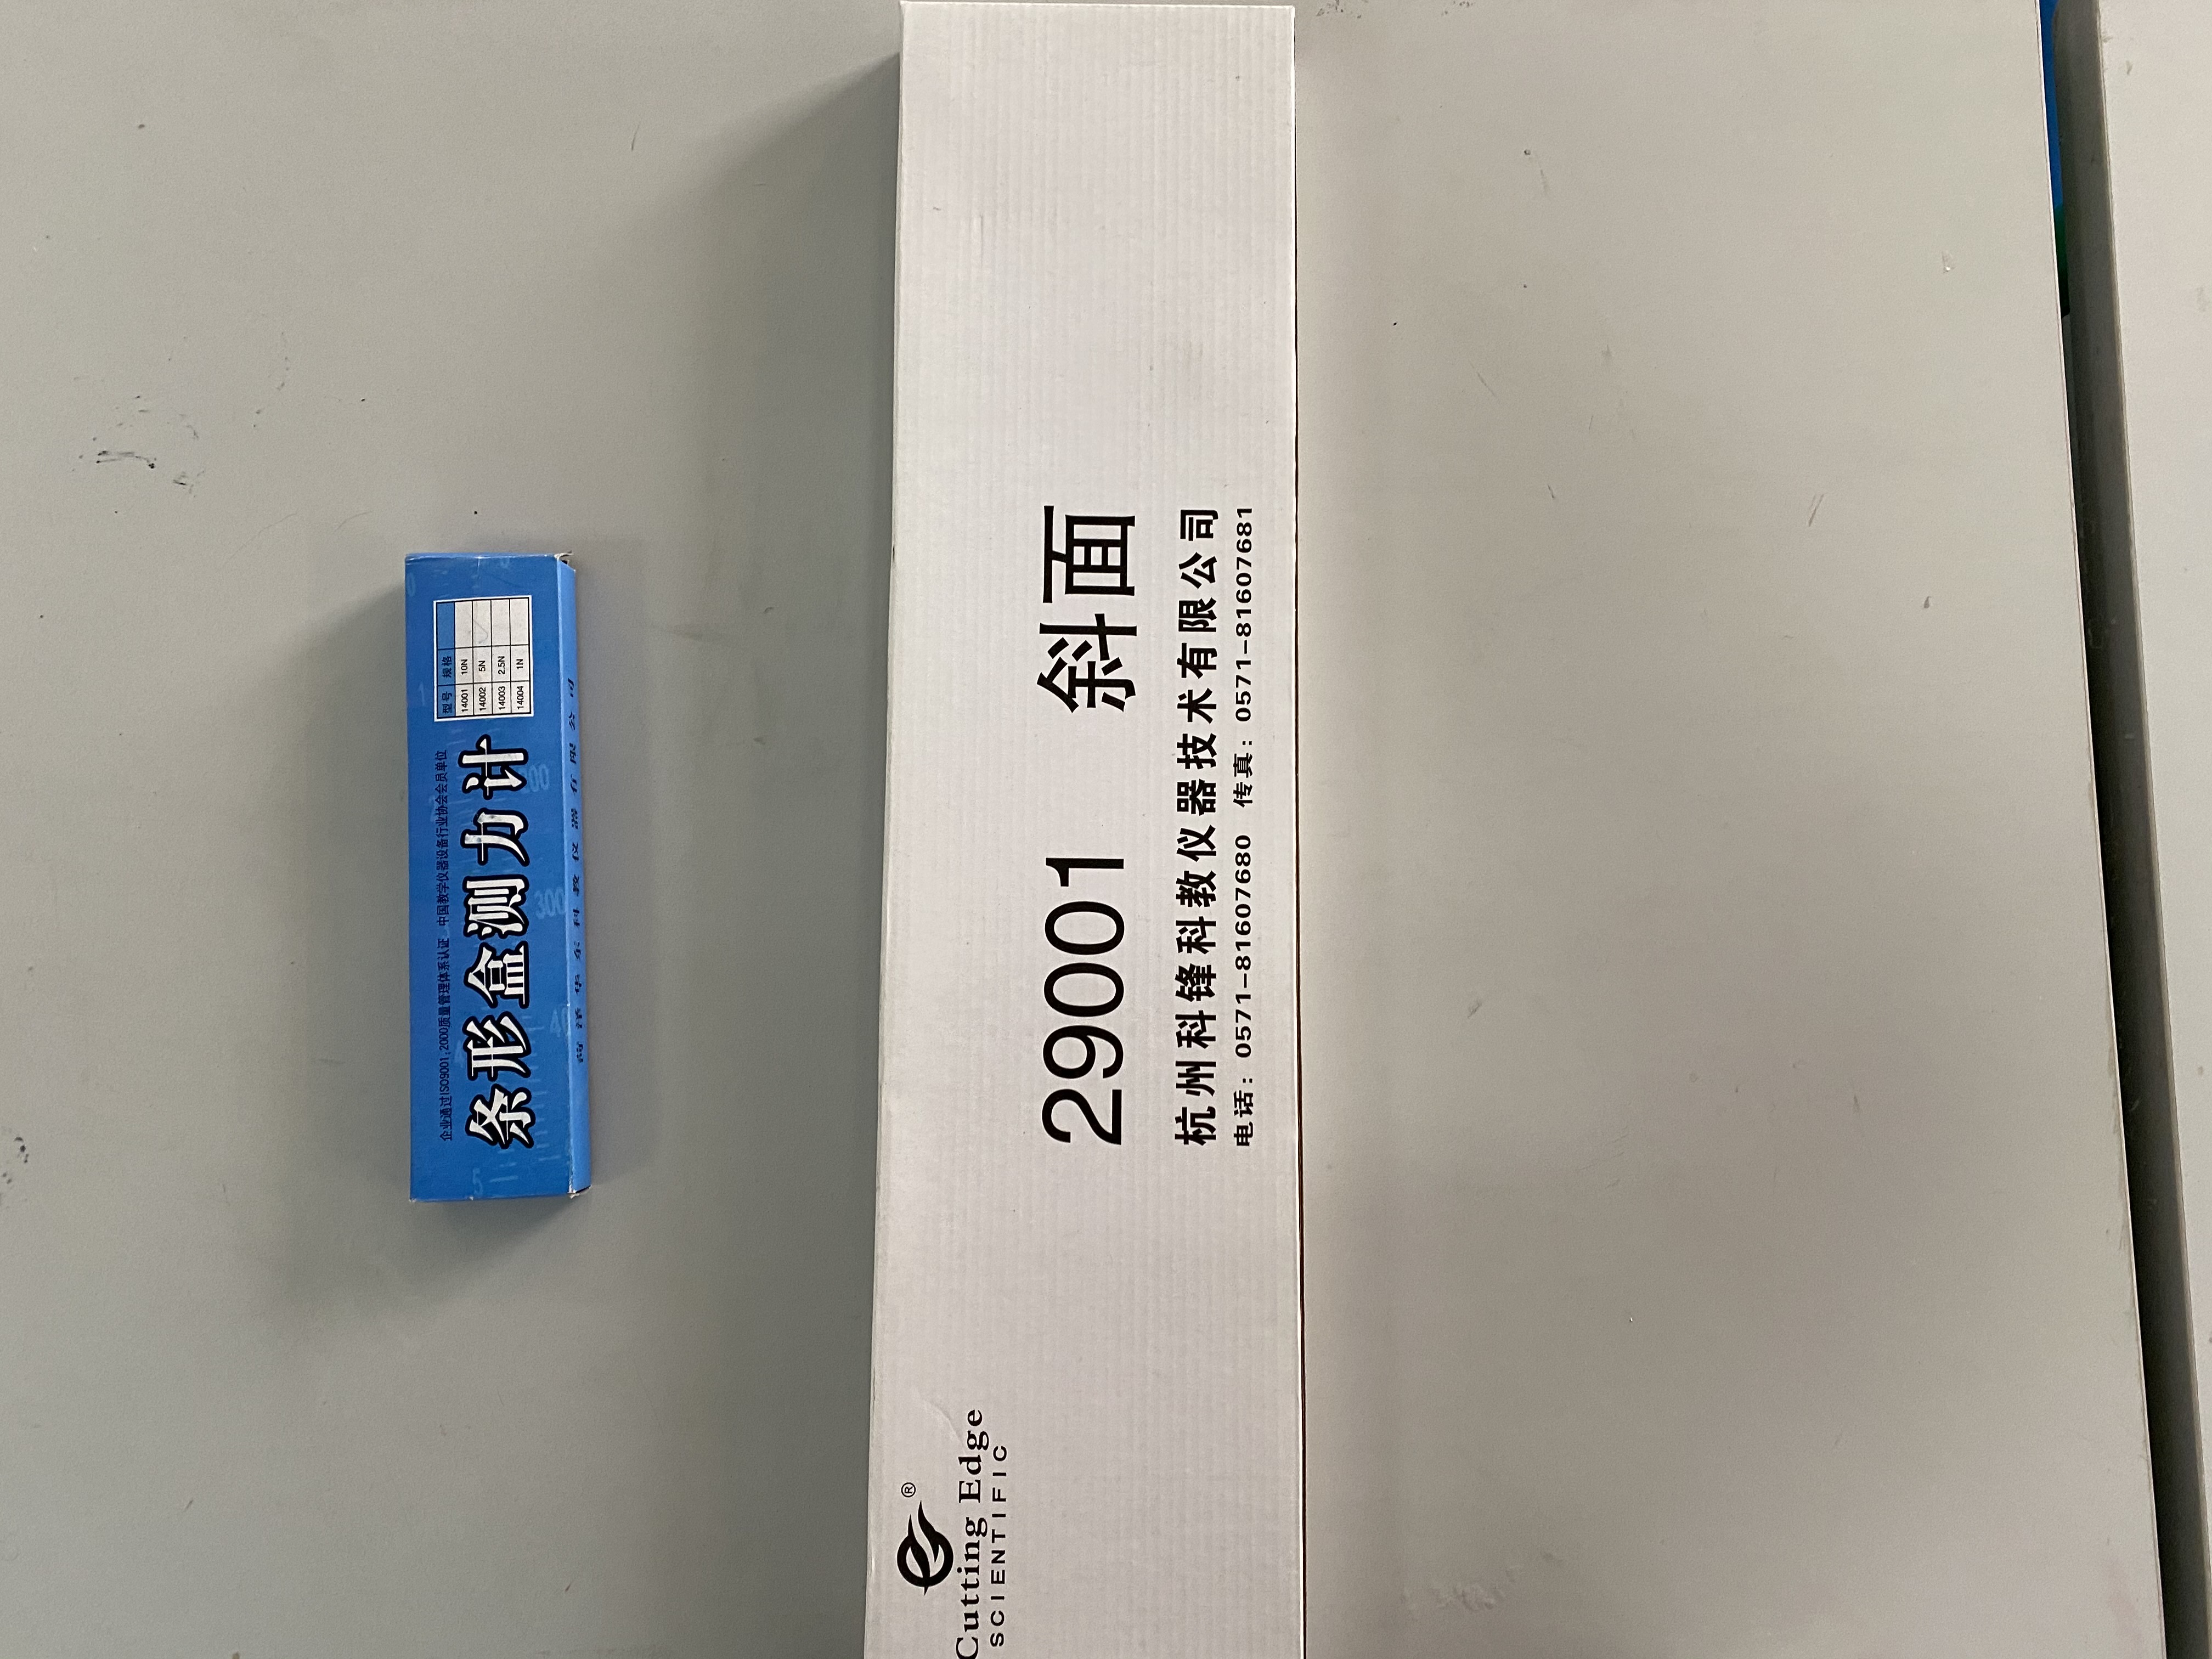 企业通过ISO9001:2000质量管理体系认证 中国教学仪器设备行业协会会员单位
条形盒测力计
型号 规格
14001 10N
14002 5N
14003 2.5N
14004 1N
5
300
Cutting Edge
SCIENTIFIC
29001 斜面
杭州科锋科教仪器技术有限公司
电话：0571-81607680 传真：0571-81607681